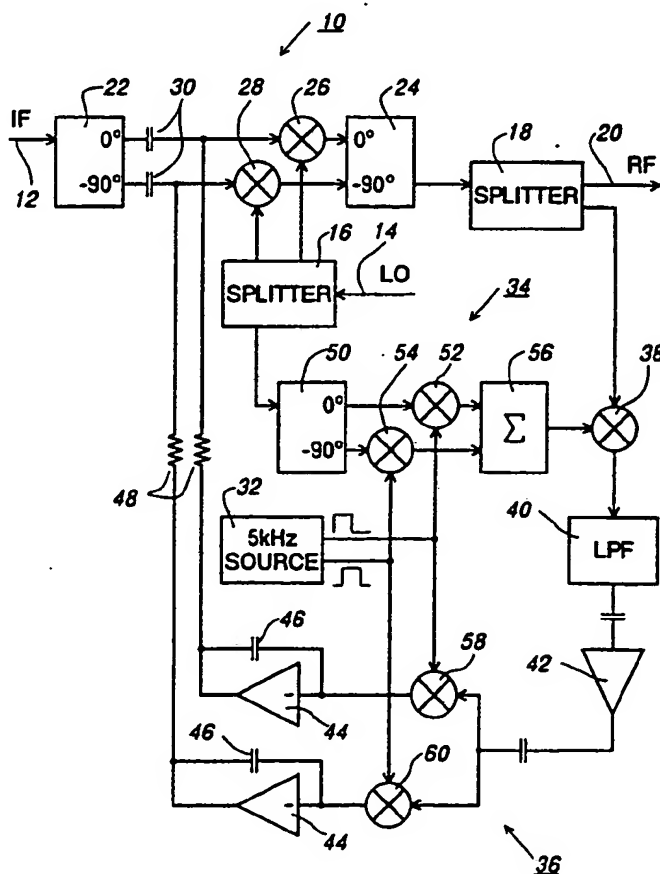 10
22 28 26 24
IF 30 18 20
0° 0° RF
-90° -90° SPLITTER
12
16 14
SPLITTER LO
34
50 54 52 56 38
0°
-90° Σ
48 32 40
5kHz
SOURCE LPF
46 58 42
44
46 60
44
36